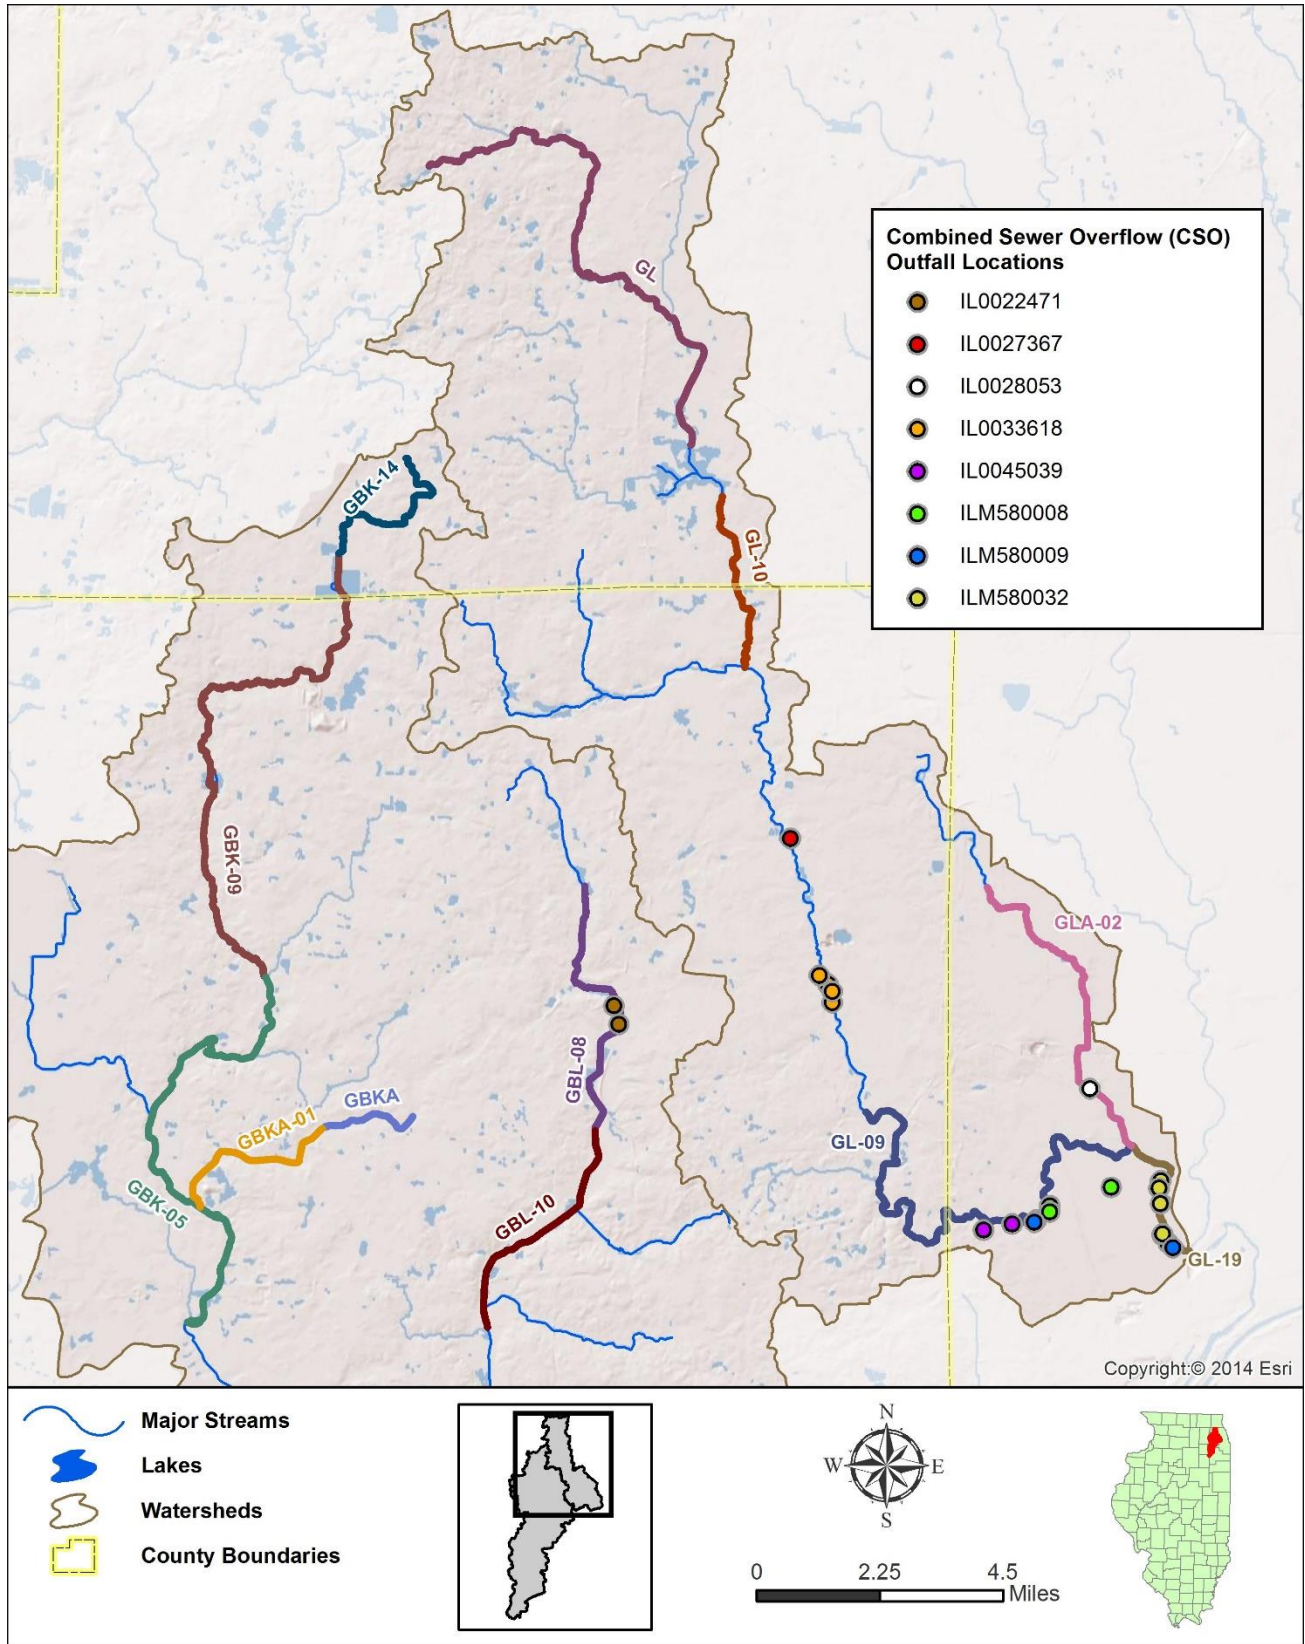 GL
Combined Sewer Overflow (CSO)
Outfall Locations
IL0022471
IL0027367
IL0028053
IL0033618
IL0045039
ILM580008
ILM580009
ILM580032
GBK-14
GL-10
GBK-09
GLA-02
GBL-08
GBKA
GBKA-01
GL-09
GBK-05
GBL-10
GL-19
Copyright:© 2014 Esri
Major Streams
Lakes
Watersheds
County Boundaries
N
W E
S
0 2.25 4.5
Miles